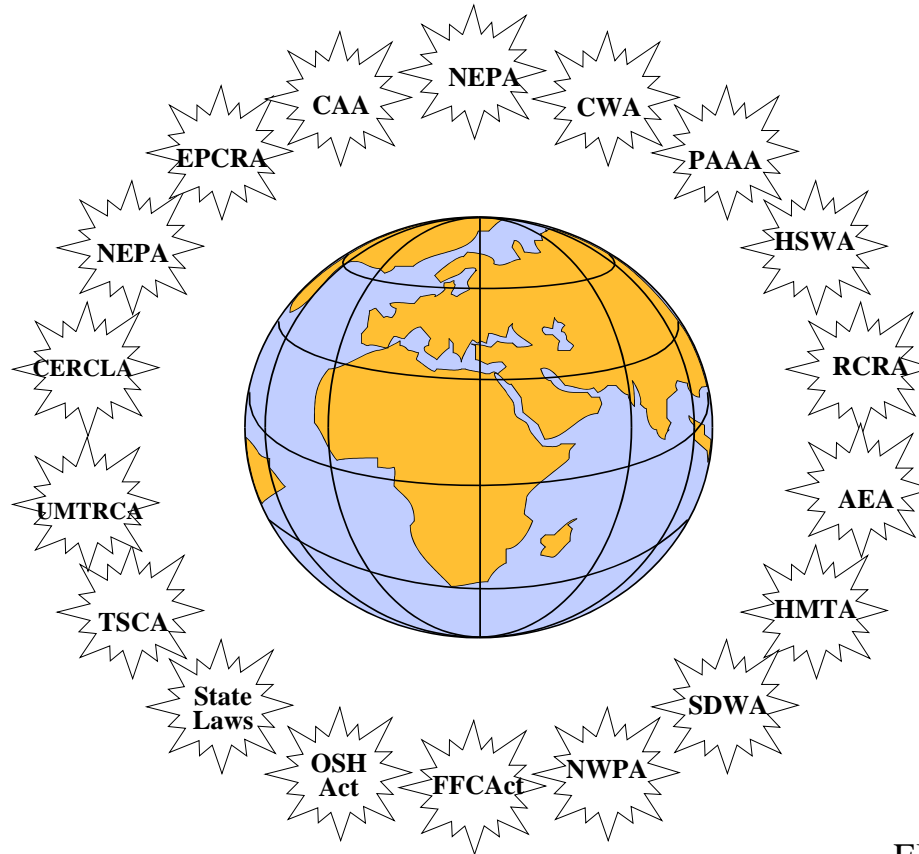 NEPA
CAA
CWA
EPCRA
PAAA
NEPA
HSWA
CERCLA
RCRA
UMTRCA
AEA
TSCA
HMTA
State
Laws
SDWA
OSH
Act
FFCAct
NWPA